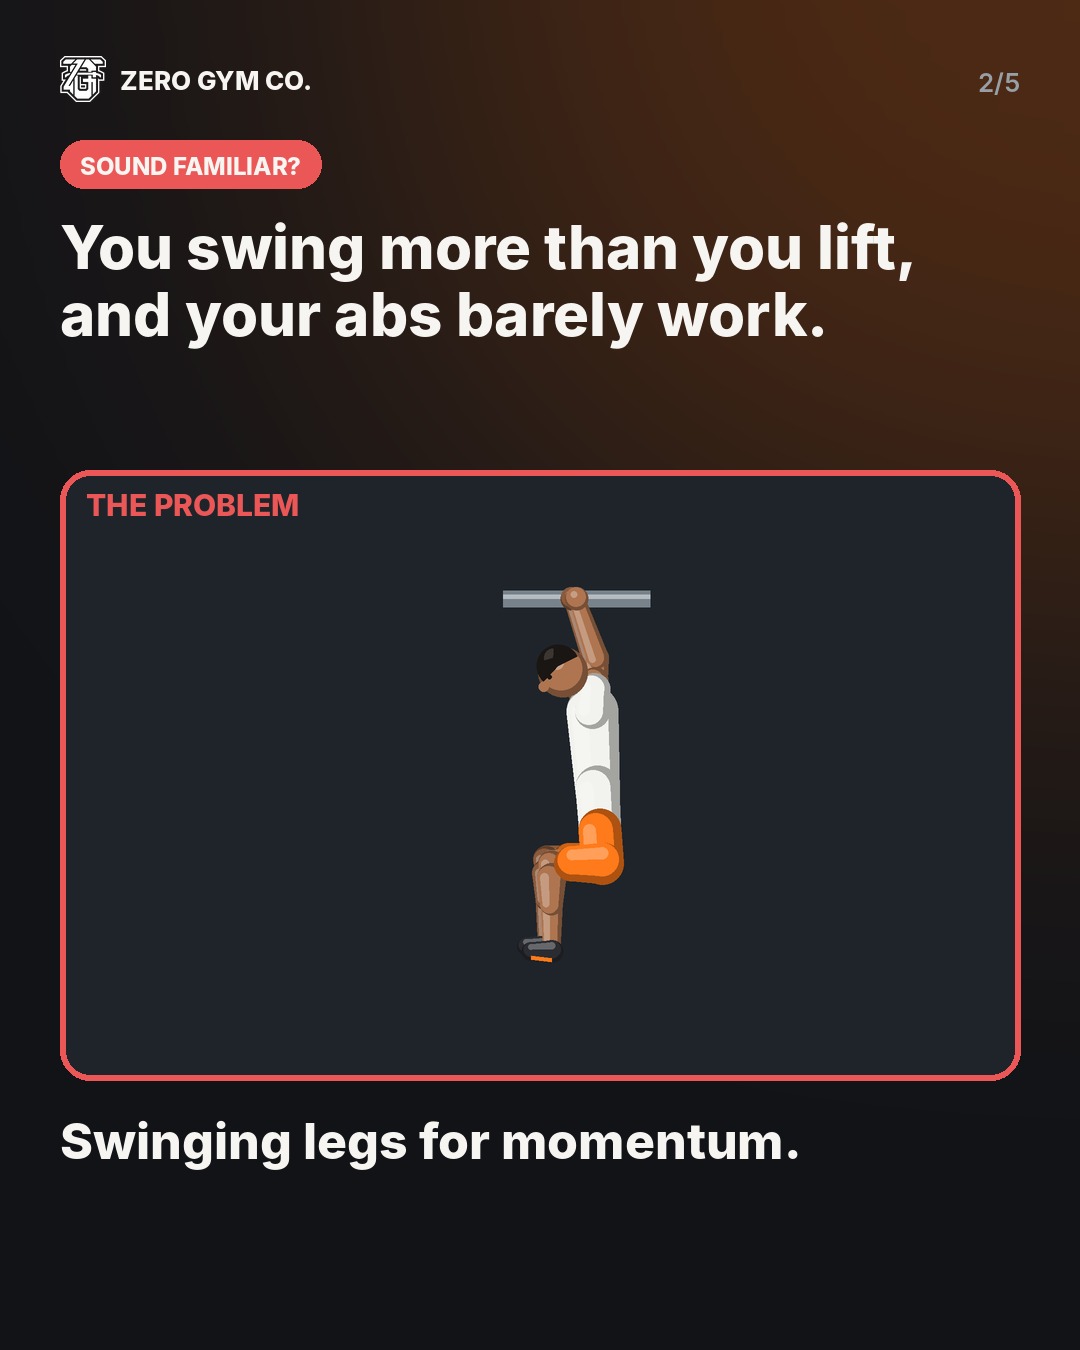 ZERO GYM CO.
2/5
SOUND FAMILIAR?
You swing more than you lift,
and your abs barely work.
THE PROBLEM
Swinging legs for momentum.